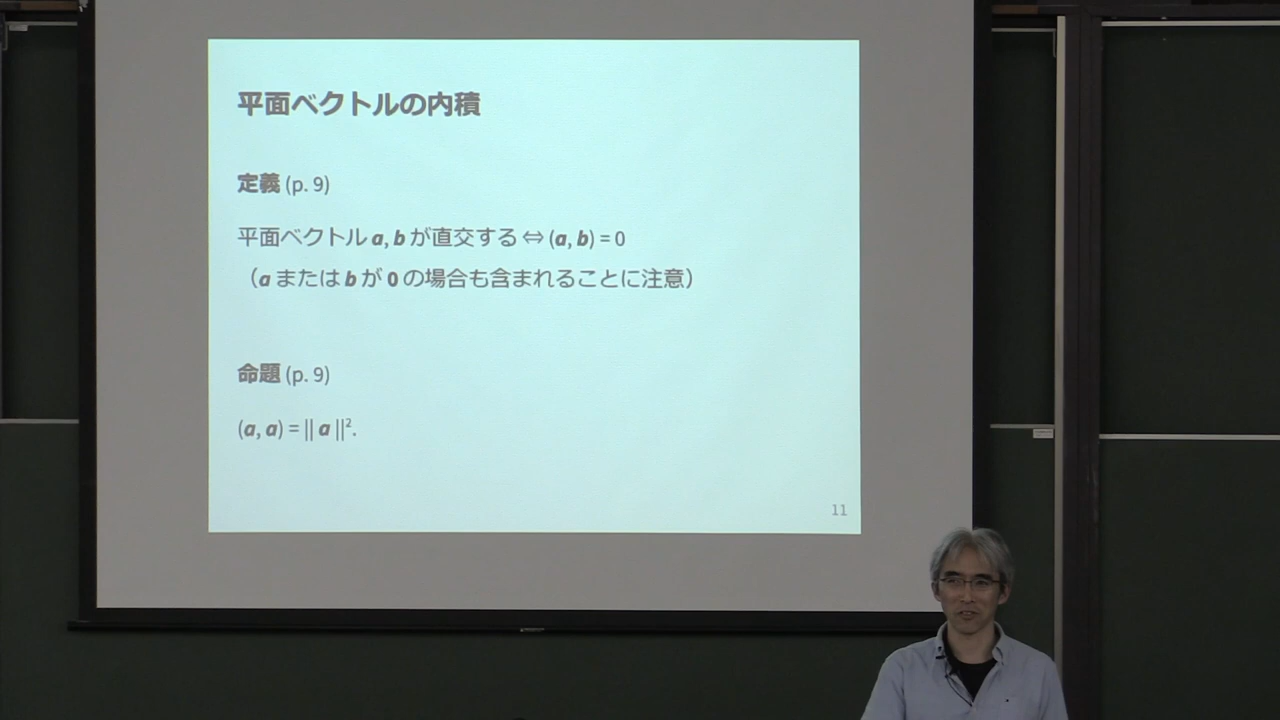 平面ベクトルの内積
定義 (p. 9)
平面ベクトル a, b が直交する ⇔ (a, b) = 0
（a または b が 0 の場合も含まれることに注意）
命題 (p. 9)
(a, a) = || a ||².
11